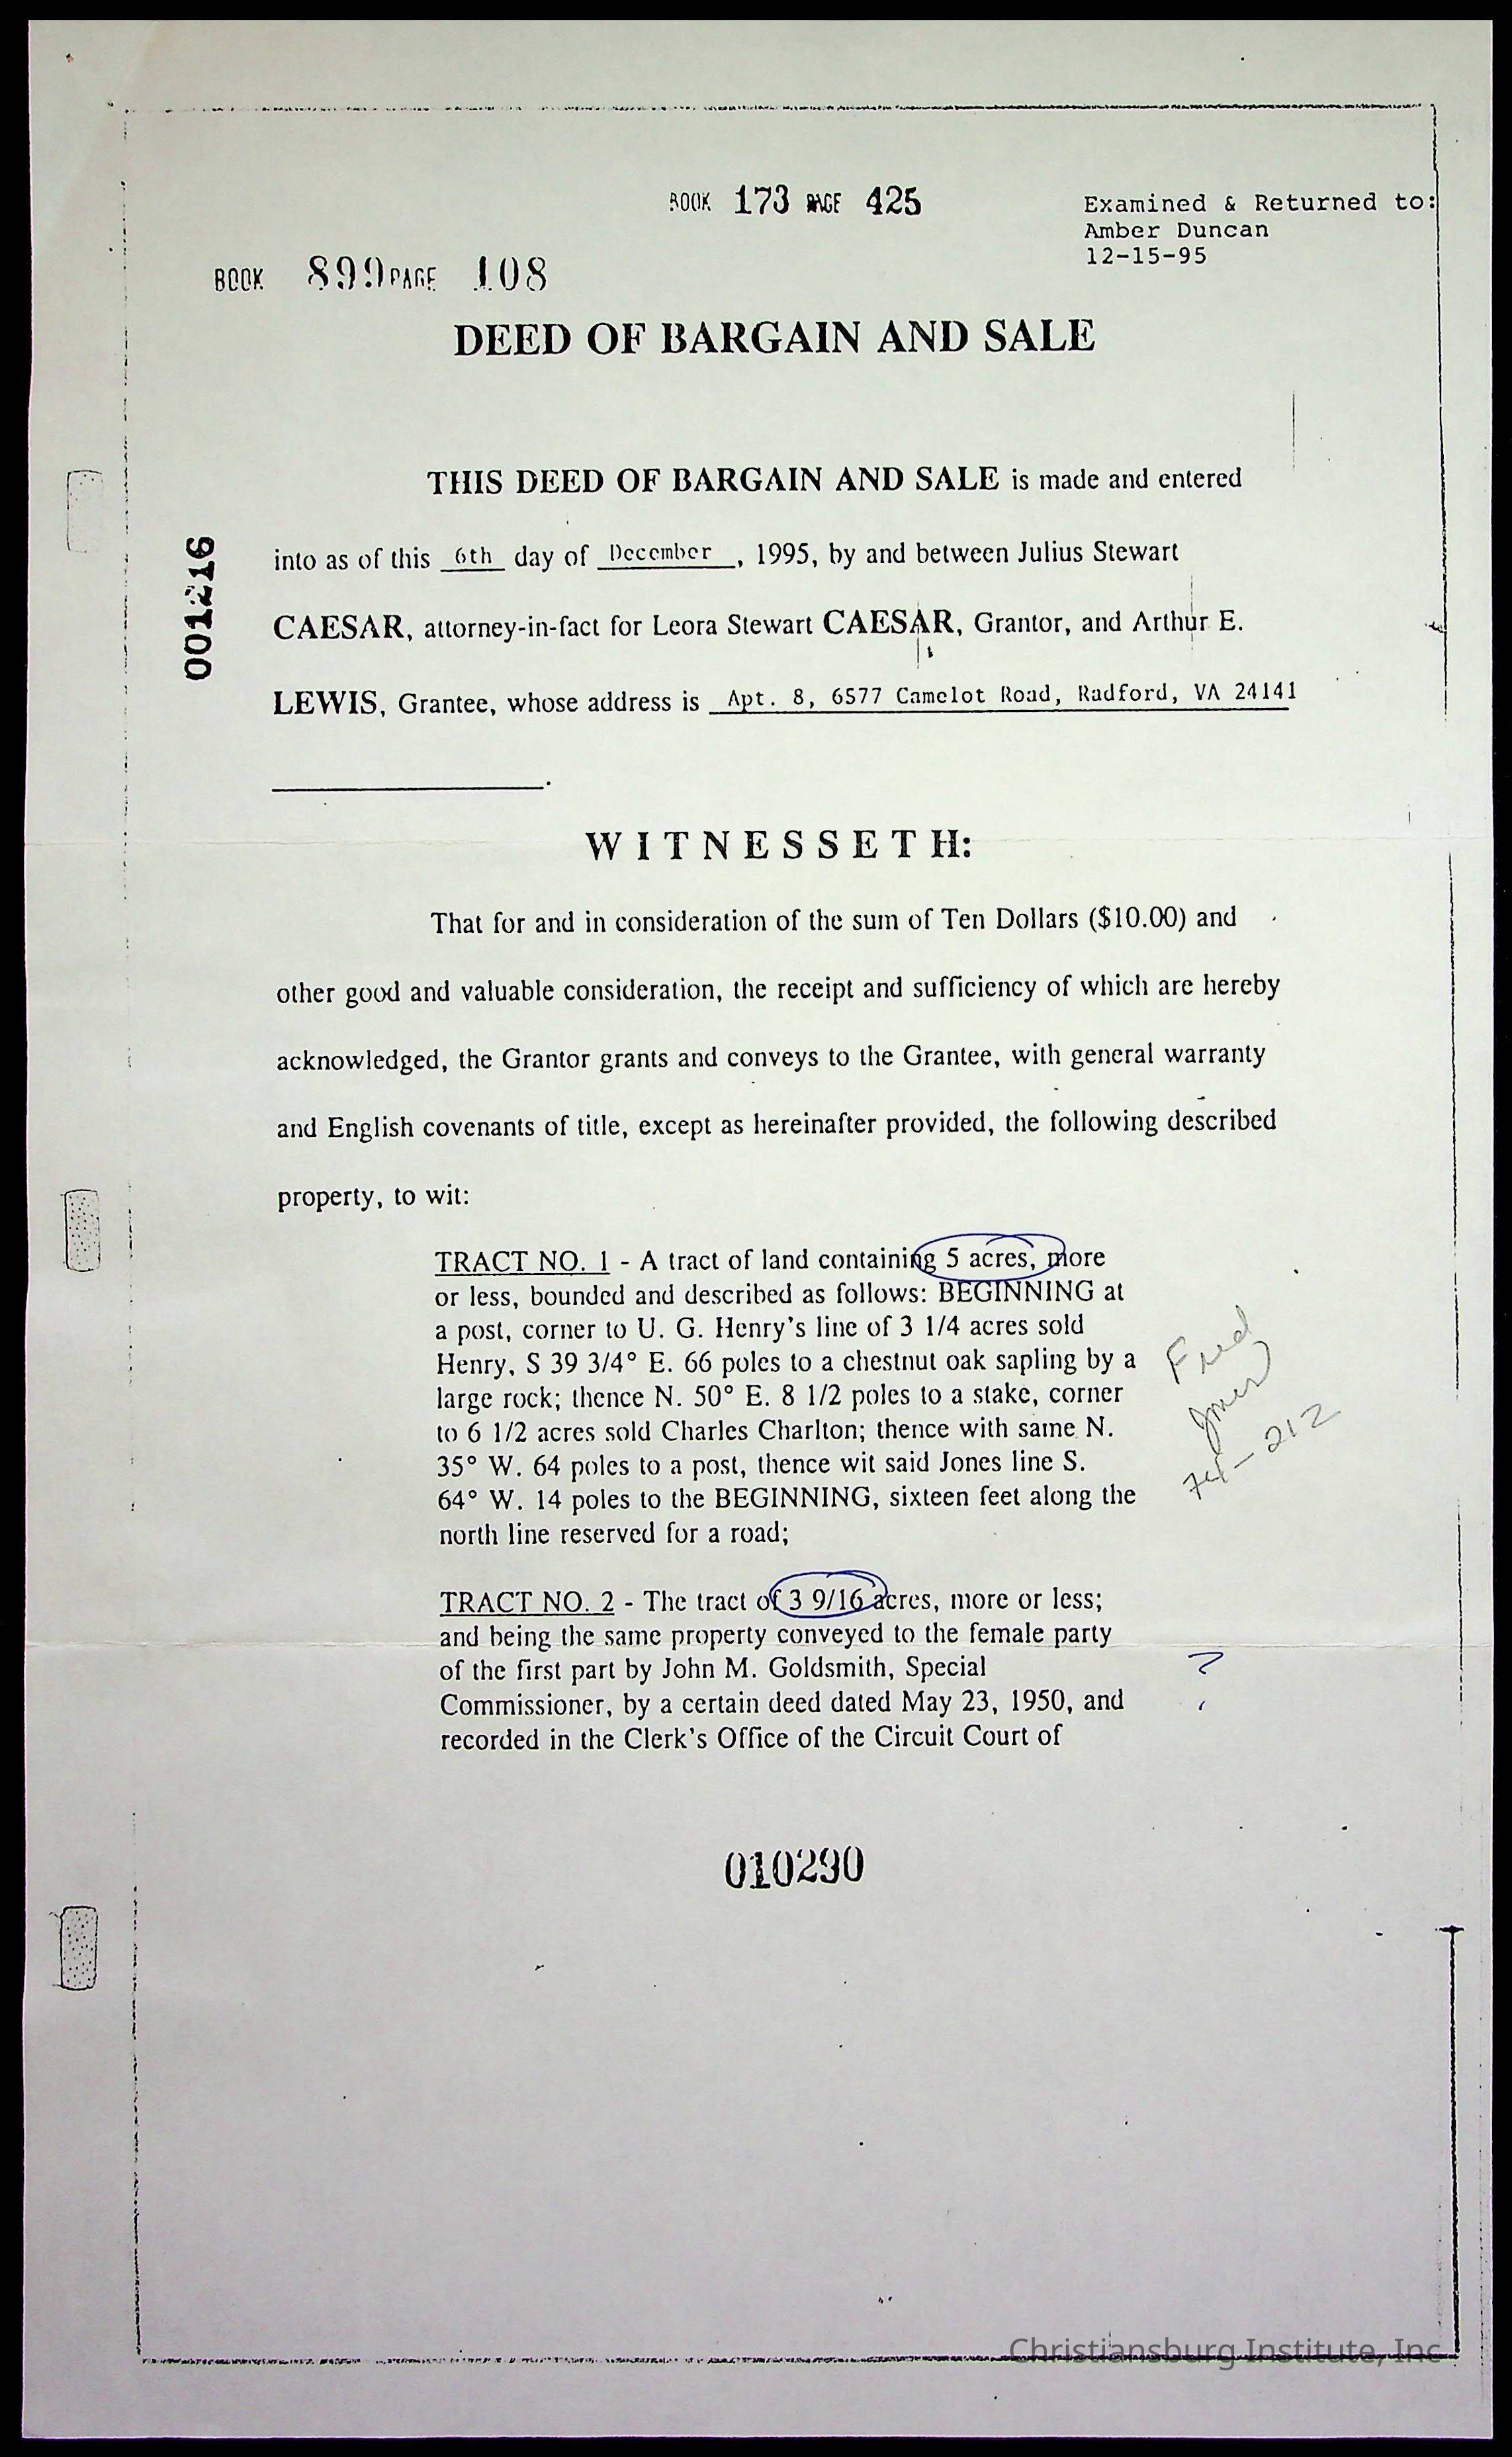 BOOK 173 PAGE 425
Examined & Returned to:
Amber Duncan
12-15-95
BOOK 899 PAGE 108
DEED OF BARGAIN AND SALE
THIS DEED OF BARGAIN AND SALE is made and entered
into as of this 6th day of December, 1995, by and between Julius Stewart
CAESAR, attorney-in-fact for Leora Stewart CAESAR, Grantor, and Arthur E.
LEWIS, Grantee, whose address is Apt. 8, 6577 Camelot Road, Radford, VA 24141
.
001216
WITNESSETH:
That for and in consideration of the sum of Ten Dollars ($10.00) and
other good and valuable consideration, the receipt and sufficiency of which are hereby
acknowledged, the Grantor grants and conveys to the Grantee, with general warranty
and English covenants of title, except as hereinafter provided, the following described
property, to wit:
TRACT NO. 1 - A tract of land containing 5 acres, more
or less, bounded and described as follows: BEGINNING at
a post, corner to U. G. Henry's line of 3 1/4 acres sold
Henry, S 39 3/4° E. 66 poles to a chestnut oak sapling by a
large rock; thence N. 50° E. 8 1/2 poles to a stake, corner
to 6 1/2 acres sold Charles Charlton; thence with same N.
35° W. 64 poles to a post, thence wit said Jones line S.
64° W. 14 poles to the BEGINNING, sixteen feet along the
north line reserved for a road;
Fred
-212
TRACT NO. 2 - The tract of 3 9/16 acres, more or less;
and being the same property conveyed to the female party
of the first part by John M. Goldsmith, Special
Commissioner, by a certain deed dated May 23, 1950, and
recorded in the Clerk's Office of the Circuit Court of
?
010290
Christiansburg Institute, Inc